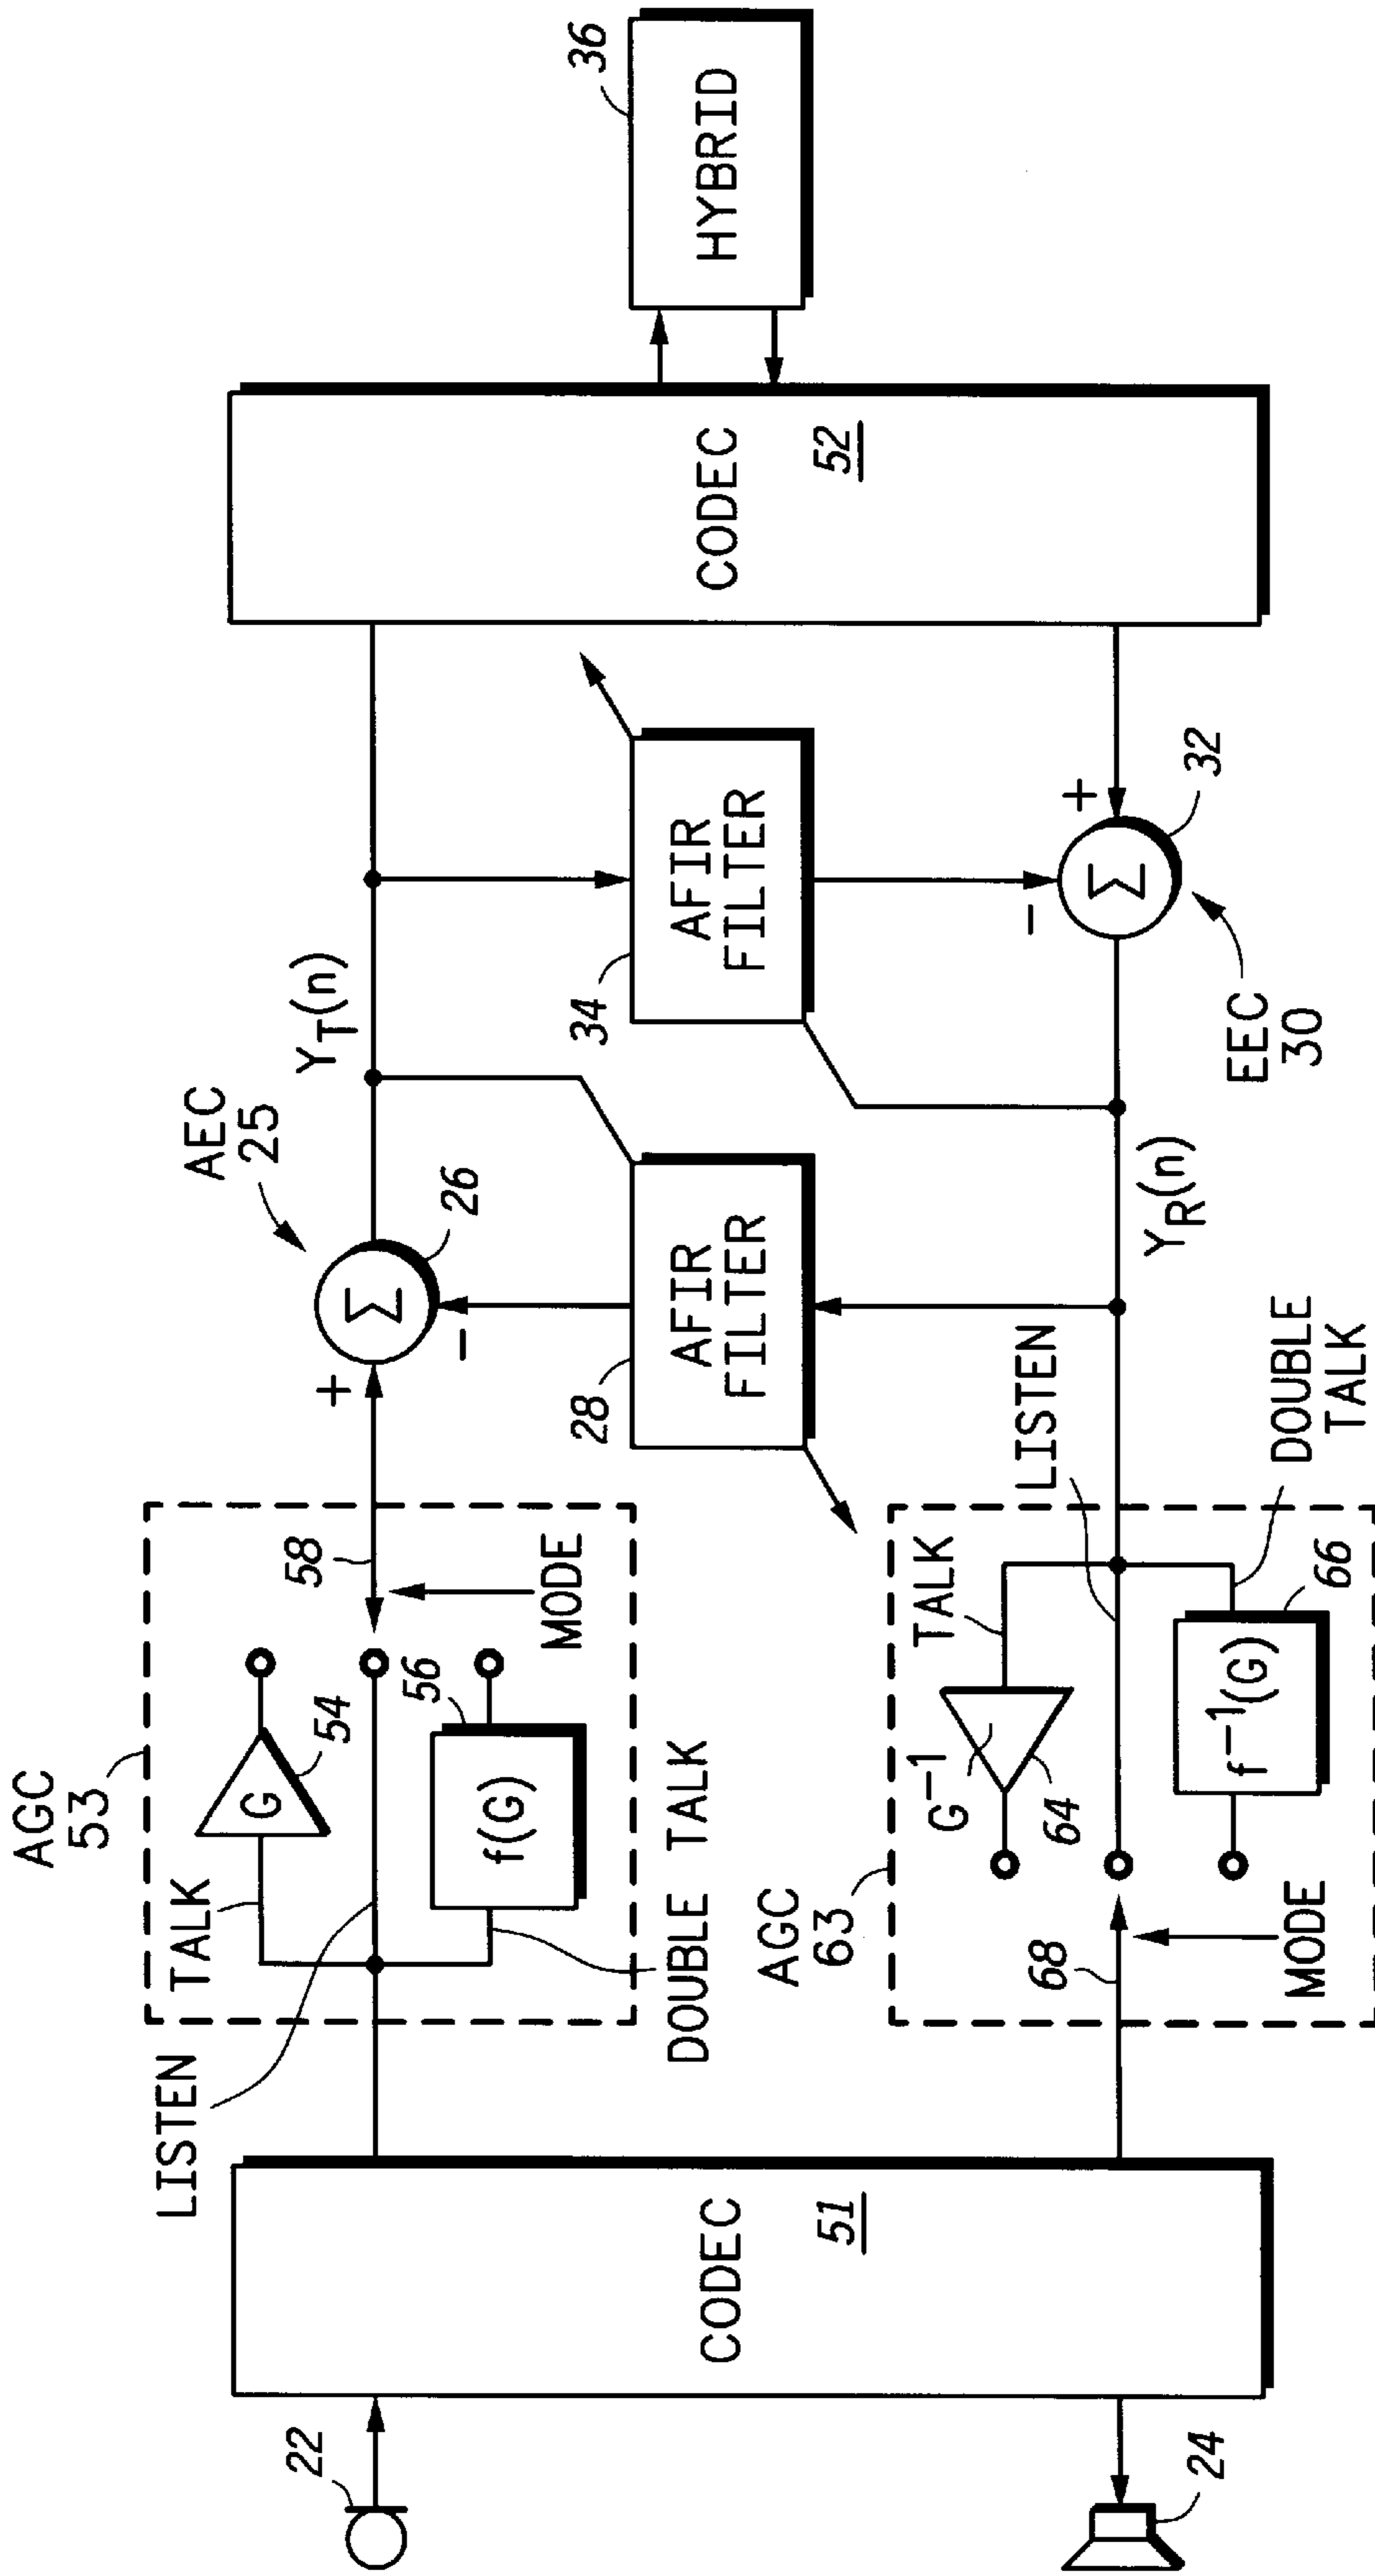 22
24
CODEC
51
LISTEN
AGC
53
TALK
G
54
f(G)
56
58
MODE
DOUBLE TALK
AGC
63
68
MODE
TALK
G⁻¹
64
f⁻¹(G)
66
LISTEN
DOUBLE
TALK
AEC
25
+
-
Σ
26
28
AFIR
FILTER
Y_T(n)
Y_R(n)
34
AFIR
FILTER
+
-
Σ
32
EEC
30
CODEC
52
HYBRID
36